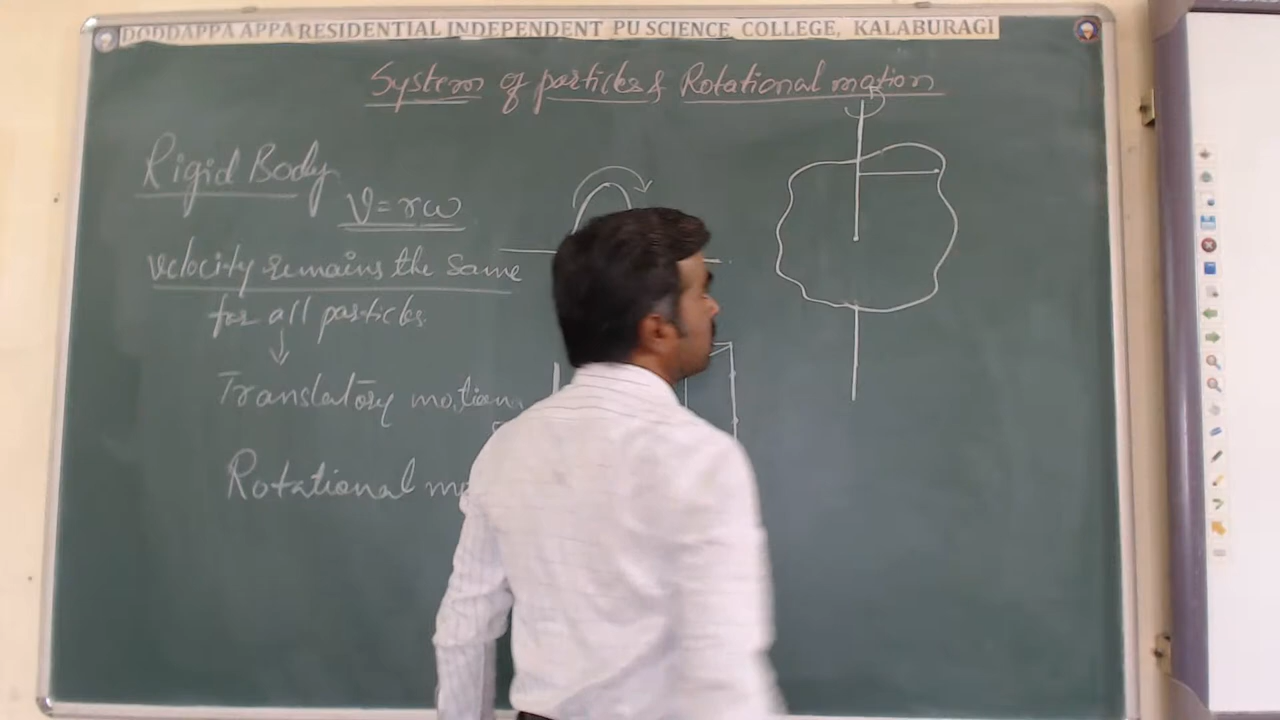 DODDAPPA APPA RESIDENTIAL INDEPENDENT PU SCIENCE COLLEGE, KALABURAGI
System of particles & Rotational motion
Rigid Body
V = rω
velocity remains the same
for all particles.
Translatory motion
Rotational